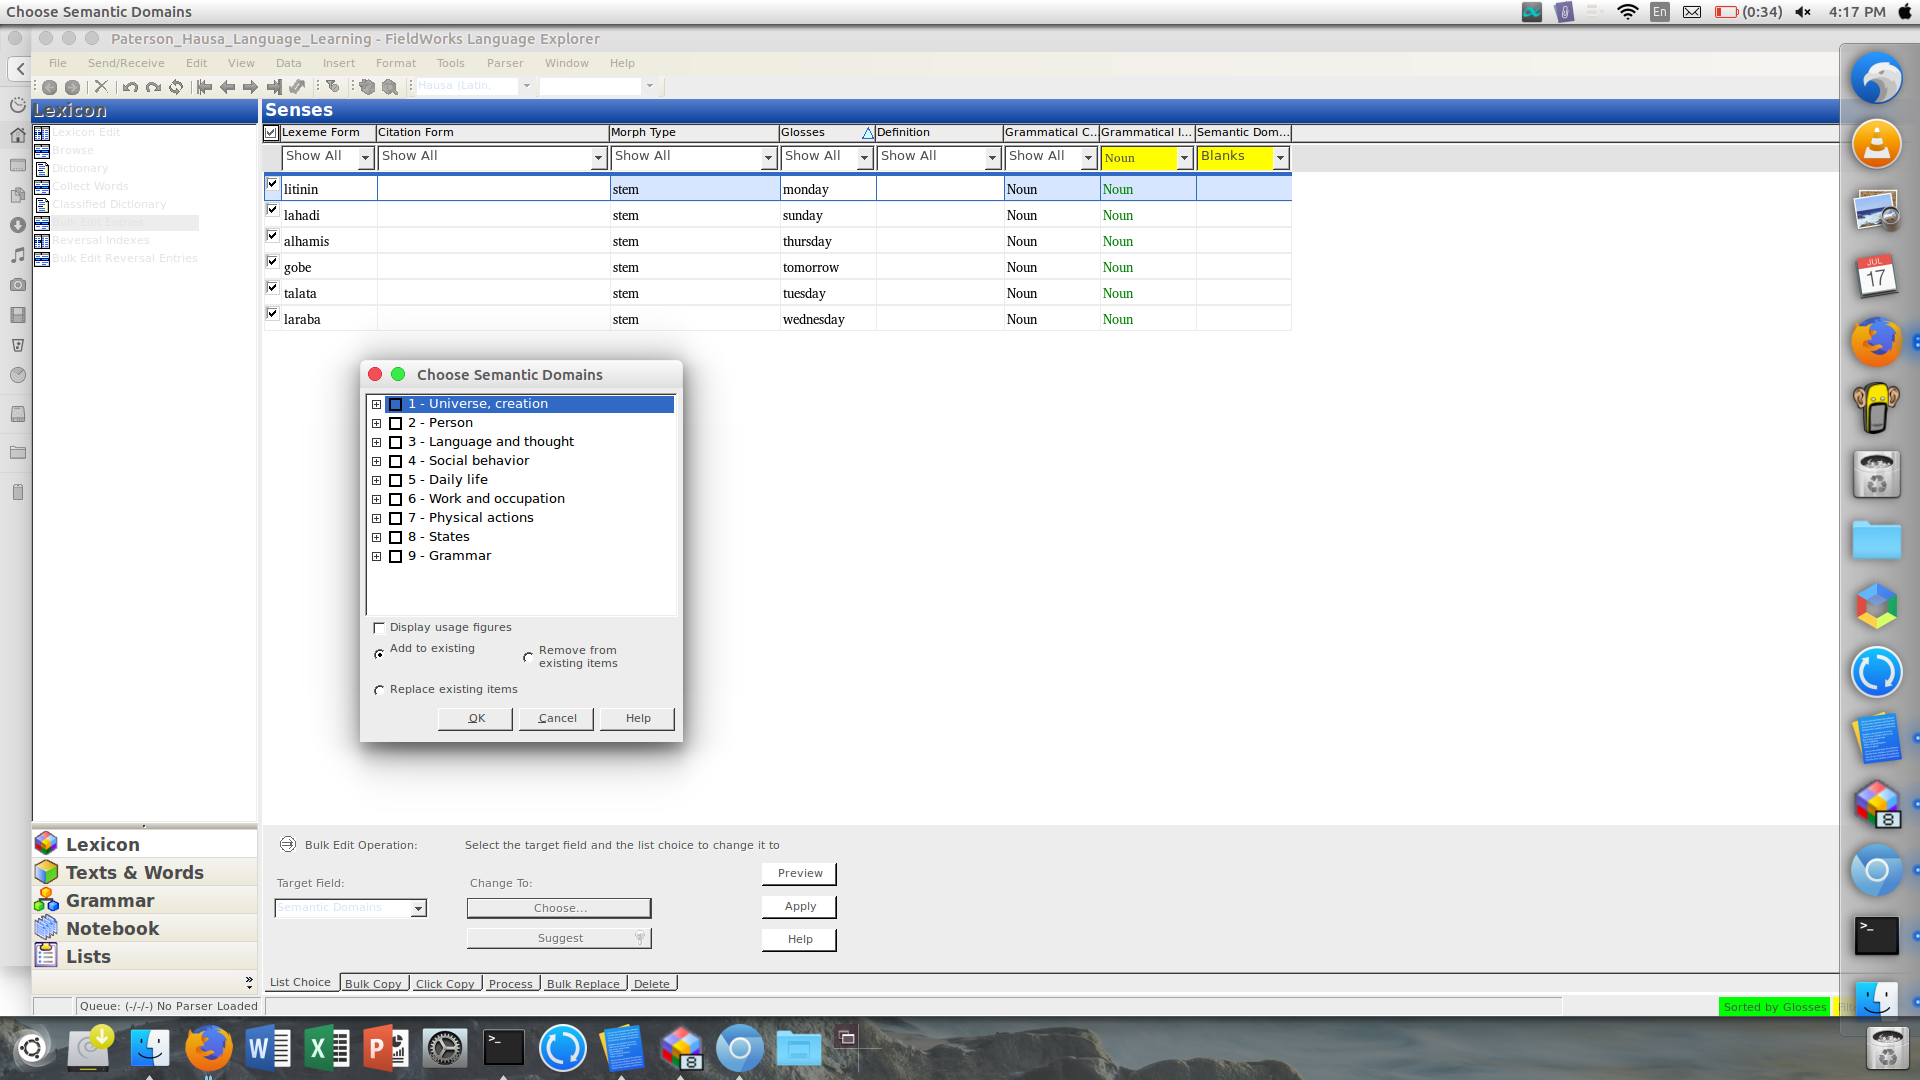 Choose Semantic Domains
En
(0:34)
4:17 PM
Paterson_Hausa_Language_Learning - FieldWorks Language Explorer
File Send/Receive Edit View Data Insert Format Tools Parser Window Help
Hausa (Latin,
Lexicon
Senses
Lexicon Edit
Browse
Dictionary
Collect Words
Classified Dictionary
Bulk Edit Entries
Reversal Indexes
Bulk Edit Reversal Entries
Lexeme Form Citation Form Morph Type Glosses Definition Grammatical C... Grammatical I... Semantic Dom...
Show All Show All Show All Show All Show All Show All Noun Blanks
litinin stem monday Noun Noun
lahadi stem sunday Noun Noun
alhamis stem thursday Noun Noun
gobe stem tomorrow Noun Noun
talata stem tuesday Noun Noun
laraba stem wednesday Noun Noun
Choose Semantic Domains
1 - Universe, creation
2 - Person
3 - Language and thought
4 - Social behavior
5 - Daily life
6 - Work and occupation
7 - Physical actions
8 - States
9 - Grammar
Display usage figures
Add to existing
Remove from
existing items
Replace existing items
OK Cancel Help
Lexicon
Texts & Words
Grammar
Notebook
Lists
Bulk Edit Operation: Select the target field and the list choice to change it to
Target Field: Change To:
Semantic Domains Choose...
Suggest
Preview
Apply
Help
List Choice Bulk Copy Click Copy Process Bulk Replace Delete
Queue: (-/-/-) No Parser Loaded
Sorted by Glosses
JUL
17
8
>_
W X P
>_
8